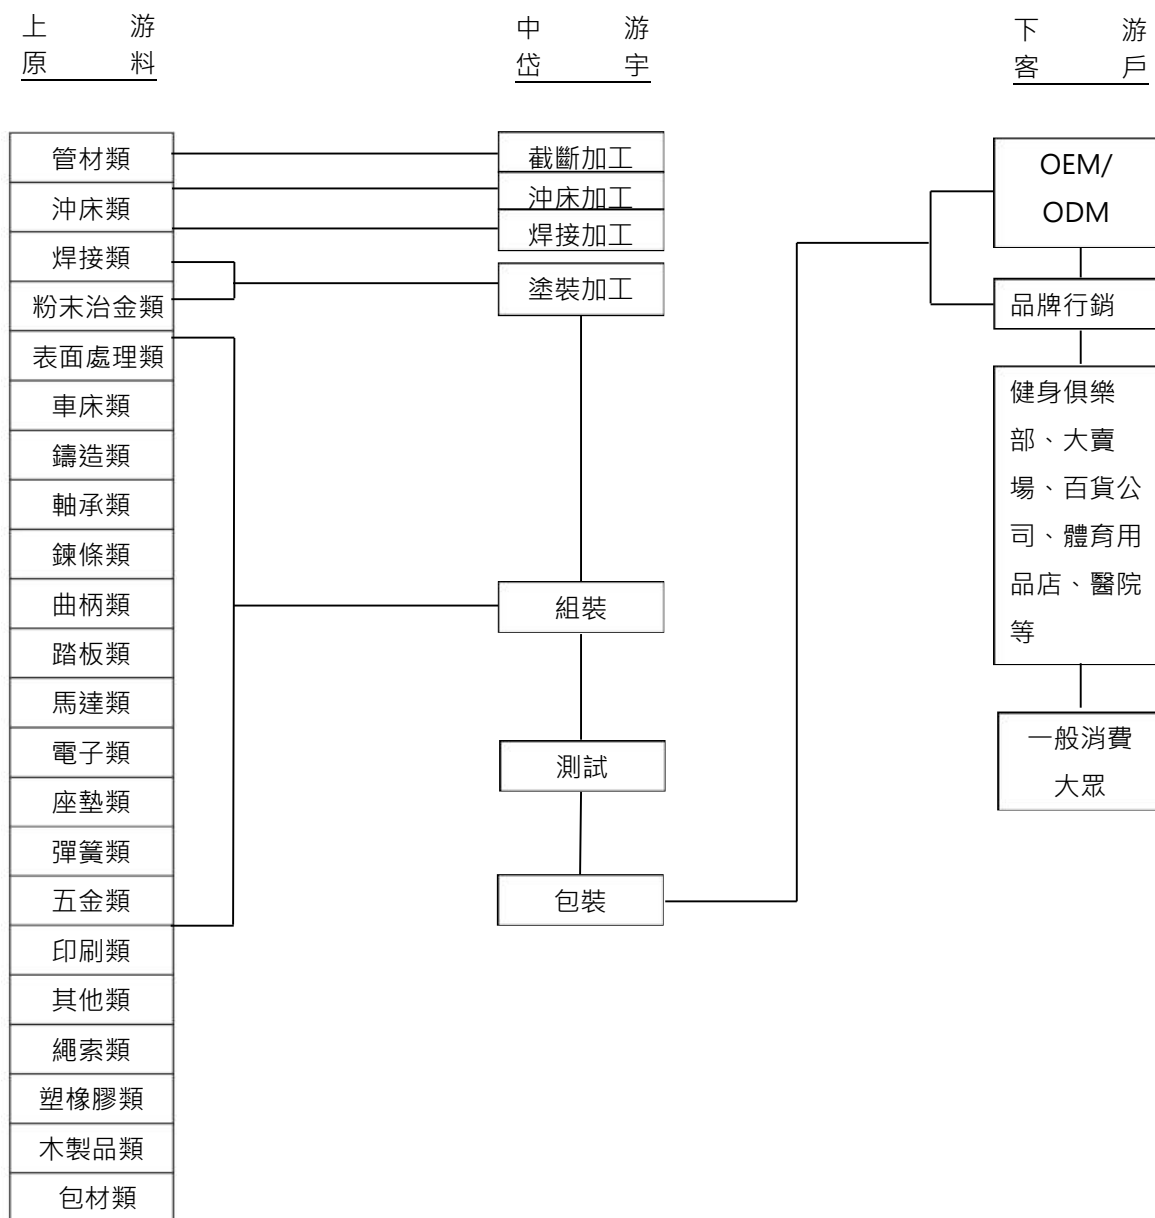 上游
原料
管材類
沖床類
焊接類
粉末治金類
表面處理類
車床類
鑄造類
軸承類
鍊條類
曲柄類
踏板類
馬達類
電子類
座墊類
彈簧類
五金類
印刷類
其他類
繩索類
塑橡膠類
木製品類
包材類
中游
岱宇
截斷加工
沖床加工
焊接加工
塗裝加工
組裝
測試
包裝
下游
客戶
OEM/
ODM
品牌行銷
健身俱樂
部、大賣
場、百貨公
司、體育用
品店、醫院
等
一般消費
大眾